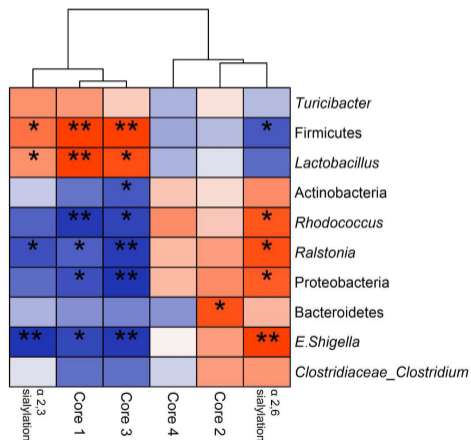 Turicibacter
* ** ** * Firmicutes
* ** * Lactobacillus
* Actinobacteria
** * * Rhodococcus
* * ** * Ralstonia
* ** * Proteobacteria
* Bacteroidetes
** * ** ** E.Shigella
Clostridiaceae_Clostridium
α 2,3
sialylation
Core 1
Core 3
Core 4
Core 2
α 2,6
sialylation